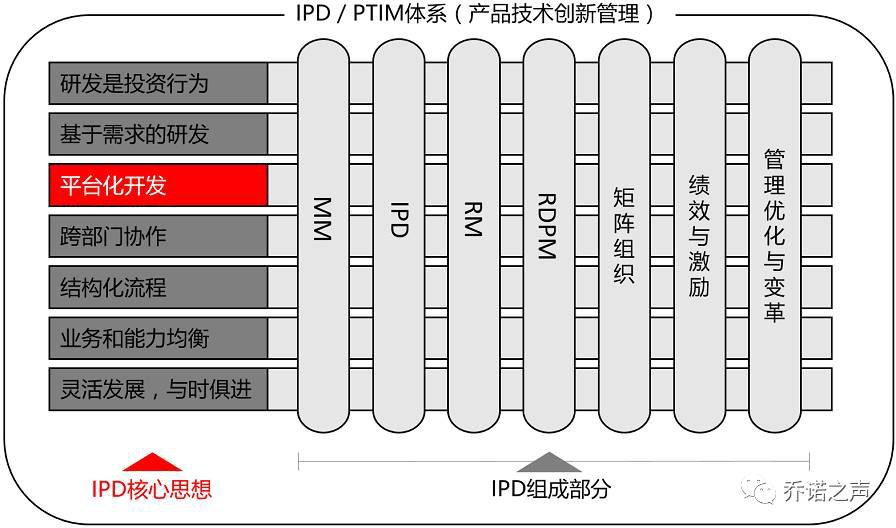 IPD / PTIM体系（产品技术创新管理）
研发是投资行为
基于需求的研发
平台化开发
跨部门协作
结构化流程
业务和能力均衡
灵活发展，与时俱进
MM
IPD
RM
RDPM
矩阵组织
绩效与激励
管理优化与变革
IPD核心思想
IPD组成部分
乔诺之声